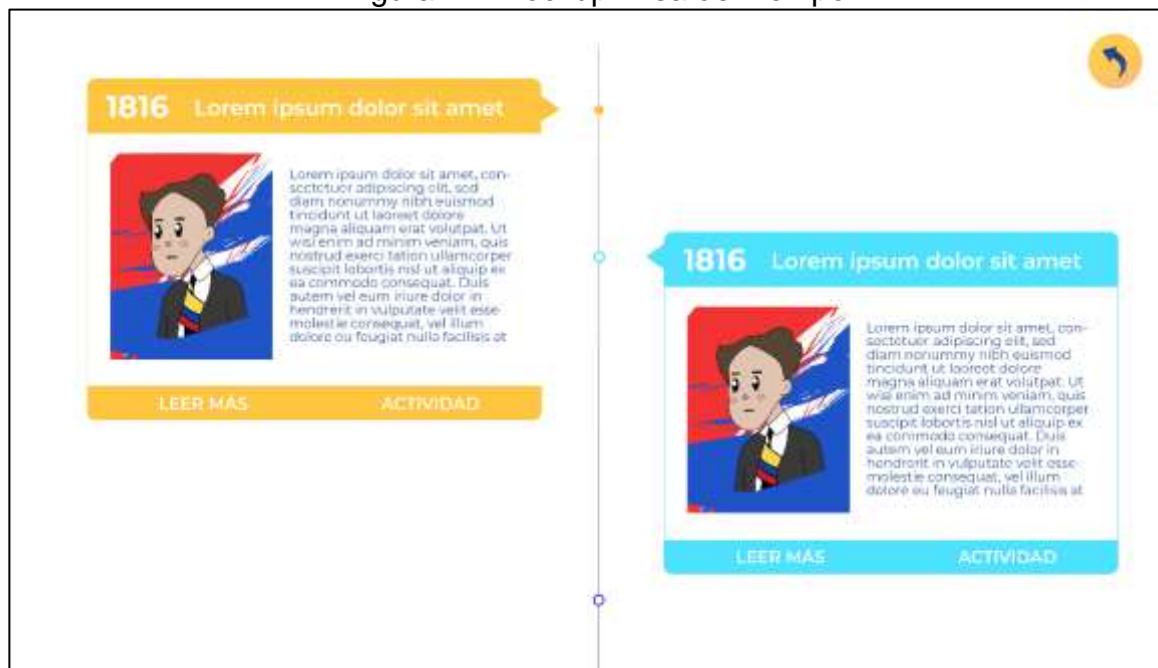 1816 Lorem ipsum dolor sit amet
Lorem ipsum dolor sit amet, con-
sectetuer adipiscing elit, sed
diam nonummy nibh euismod
tincidunt ut laoreet dolore
magna aliquam erat volutpat. Ut
wisi enim ad minim veniam, quis
nostrud exerci tation ullamcorper
suscipit lobortis nisl ut aliquip ex
ea commodo consequat. Duis
autem vel eum iriure dolor in
hendrerit in vulputate velit esse
molestie consequat, vel illum
dolore eu feugiat nulla facilisis at
LEER MÁS ACTIVIDAD
1816 Lorem ipsum dolor sit amet
Lorem ipsum dolor sit amet, con-
sectetuer adipiscing elit, sed
diam nonummy nibh euismod
tincidunt ut laoreet dolore
magna aliquam erat volutpat. Ut
wisi enim ad minim veniam, quis
nostrud exerci tation ullamcorper
suscipit lobortis nisl ut aliquip ex
ea commodo consequat. Duis
autem vel eum iriure dolor in
hendrerit in vulputate velit esse
molestie consequat, vel illum
dolore eu feugiat nulla facilisis at
LEER MÁS ACTIVIDAD